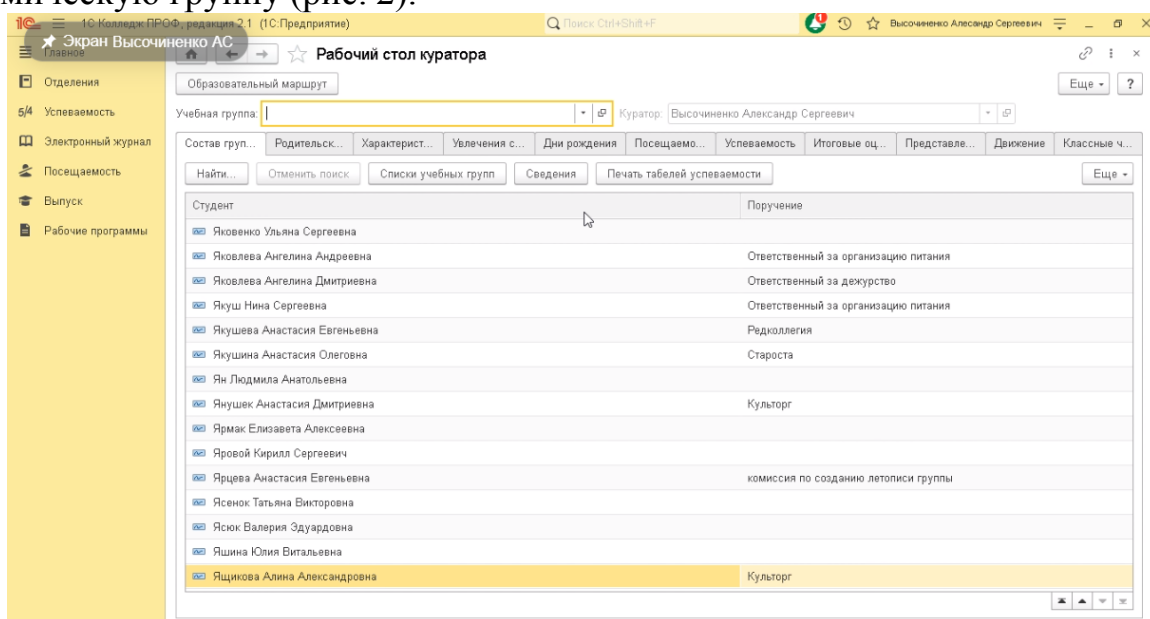 мическую группу (рис. 2).
1С Колледж ПРОФ, редакция 2.1 (1С:Предприятие) Поиск Ctrl+Shift+F Высочиненко Александр Сергеевич
Экран Высочиненко АС
Главное Рабочий стол куратора
Отделения Образовательный маршрут Еще ?
5/4 Успеваемость Учебная группа: Куратор: Высочиненко Александр Сергеевич
Электронный журнал Состав груп... Родительск... Характерист... Увлечения с... Дни рождения Посещаемо... Успеваемость Итоговые оц... Представле... Движение Классные ч...
Посещаемость Найти... Отменить поиск Списки учебных групп Сведения Печать табелей успеваемости Еще
Выпуск Студент Поручение
Рабочие программы Яковенко Ульяна Сергеевна
Яковлева Ангелина Андреевна Ответственный за организацию питания
Яковлева Ангелина Дмитриевна Ответственный за дежурство
Якуш Нина Сергеевна Ответственный за организацию питания
Якушева Анастасия Евгеньевна Редколлегия
Якушина Анастасия Олеговна Староста
Ян Людмила Анатольевна
Янушек Анастасия Дмитриевна Культорг
Ярмак Елизавета Алексеевна
Яровой Кирилл Сергеевич
Ярцева Анастасия Евгеньевна комиссия по созданию летописи группы
Ясенок Татьяна Викторовна
Ясюк Валерия Эдуардовна
Яшина Юлия Витальевна
Ящикова Алина Александровна Культорг